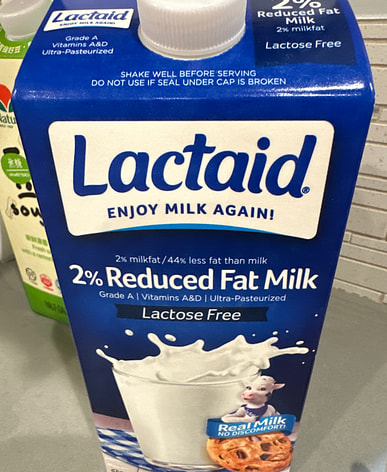 Lactaid
ENJOY MILK AGAIN!
Grade A
Vitamins A&D
Ultra-Pasteurized
2%
Reduced Fat
Milk
2% milkfat
Lactose Free
SHAKE WELL BEFORE SERVING
DO NOT USE IF SEAL UNDER CAP IS BROKEN
Lactaid®
ENJOY MILK AGAIN!
2% milkfat/44% less fat than milk
2% Reduced Fat Milk
Grade A | Vitamins A&D | Ultra-Pasteurized
Lactose Free
Real Milk
NO DISCOMFORT!